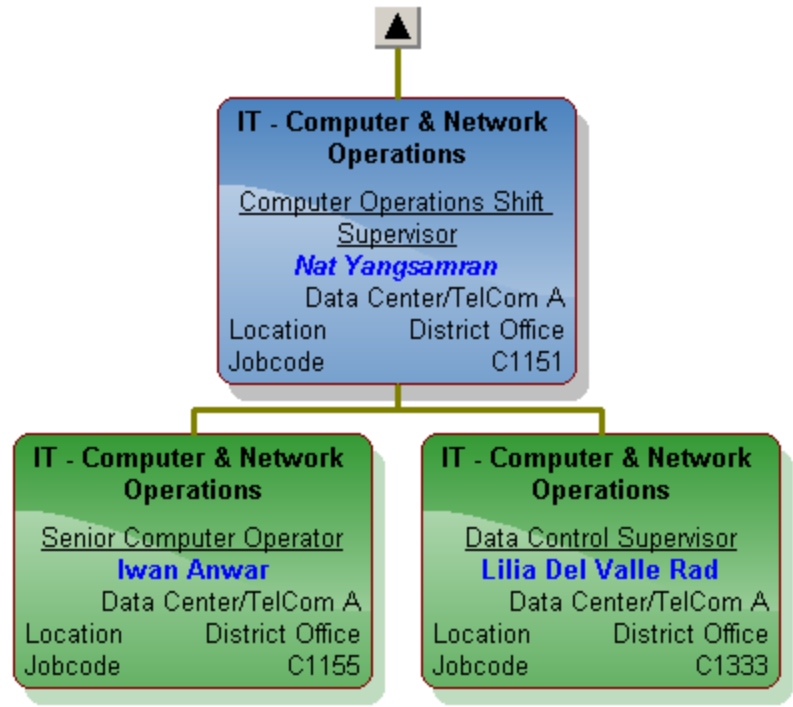 IT - Computer & Network
Operations
Computer Operations Shift
Supervisor
Nat Yangsamran
Data Center/TelCom A
Location District Office
Jobcode C1151
IT - Computer & Network
Operations
Senior Computer Operator
Iwan Anwar
Data Center/TelCom A
Location District Office
Jobcode C1155
IT - Computer & Network
Operations
Data Control Supervisor
Lilia Del Valle Rad
Data Center/TelCom A
Location District Office
Jobcode C1333